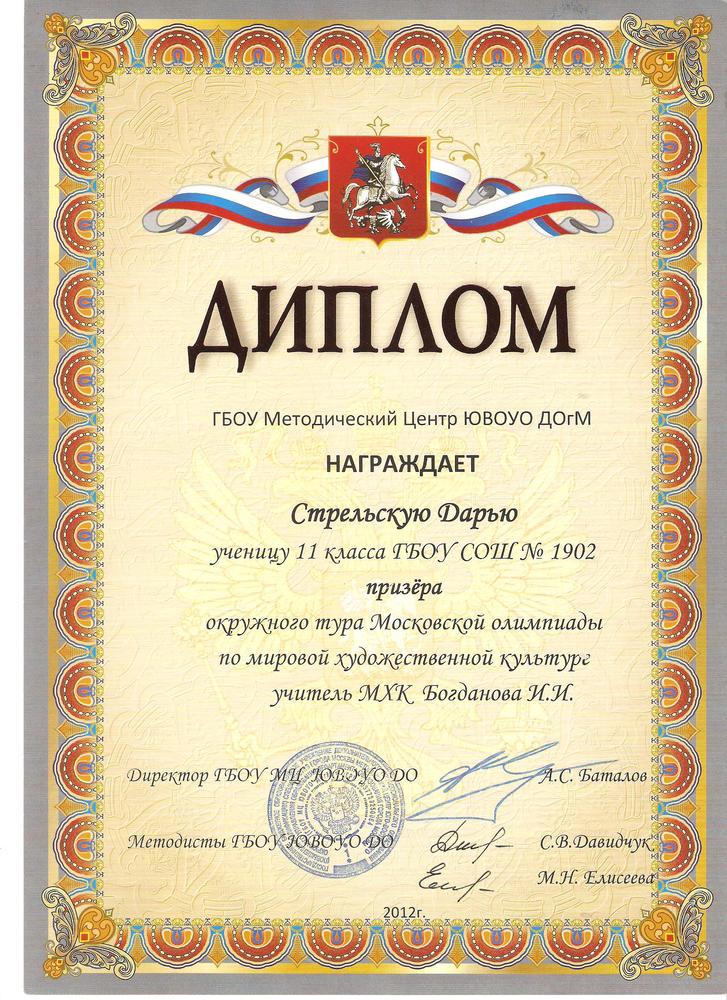 ДИПЛОМ
ГБОУ Методический Центр ЮВОУО ДОгМ
НАГРАЖДАЕТ
Стрельскую Дарью
ученицу 11 класса ГБОУ СОШ № 1902
призёра
окружного тура Московской олимпиады
по мировой художественной культуре
учитель МХК Богданова И.И.
Директор ГБОУ МЦ ЮВОУО ДО А.С. Баталов
Методисты ГБОУ ЮВОУО ДО С.В.Давидчук
М.Н. Елисеева
2012г.